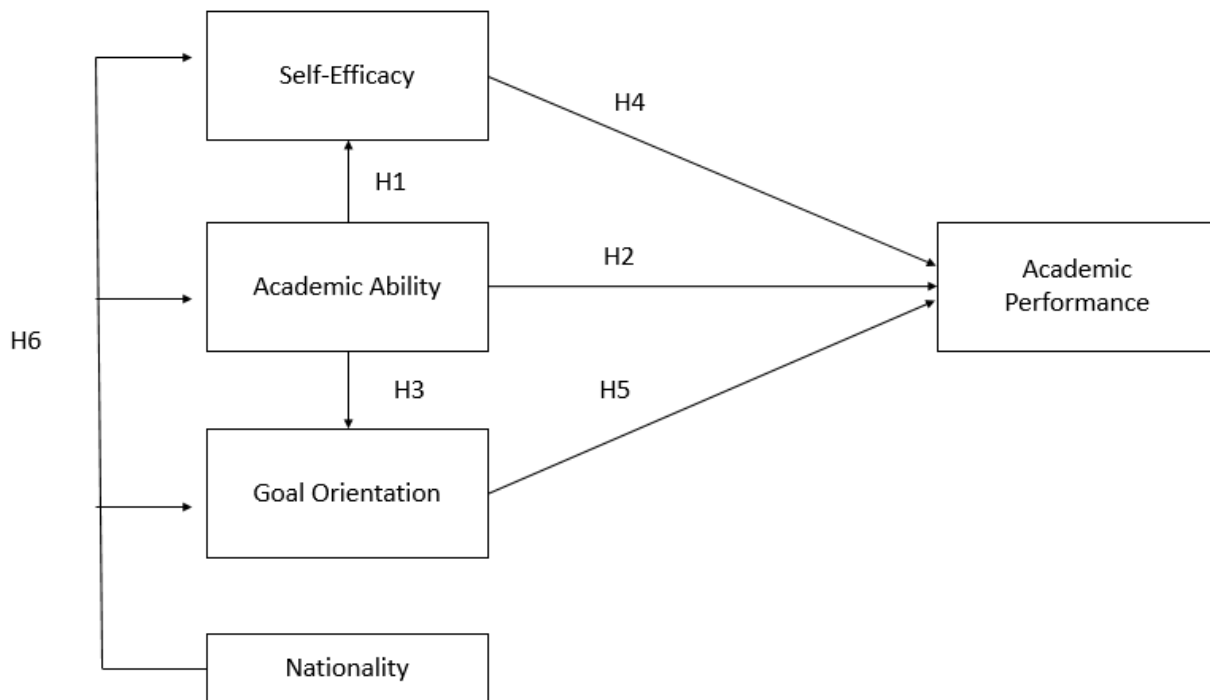 Self-Efficacy
H4
H1
H2
Academic Ability
Academic
Performance
H6
H3
H5
Goal Orientation
Nationality